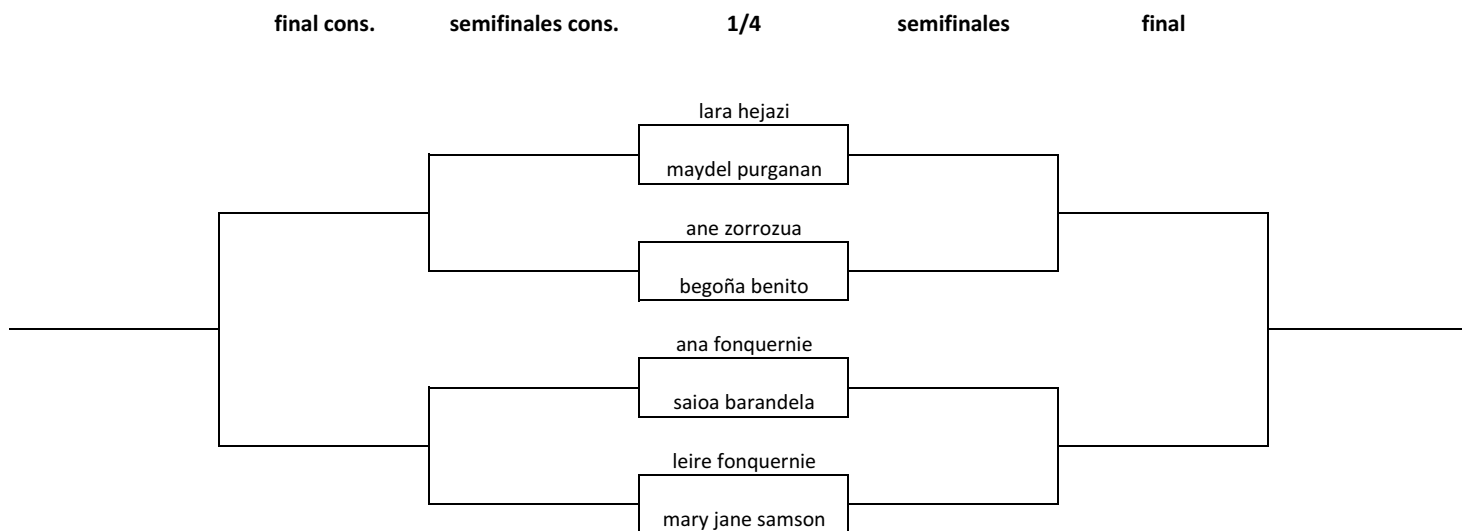 final cons. semifinales cons. 1/4 semifinales final
lara hejazi
maydel purganan
ane zorrozua
begoña benito
ana fonquernie
saioa barandela
leire fonquernie
mary jane samson